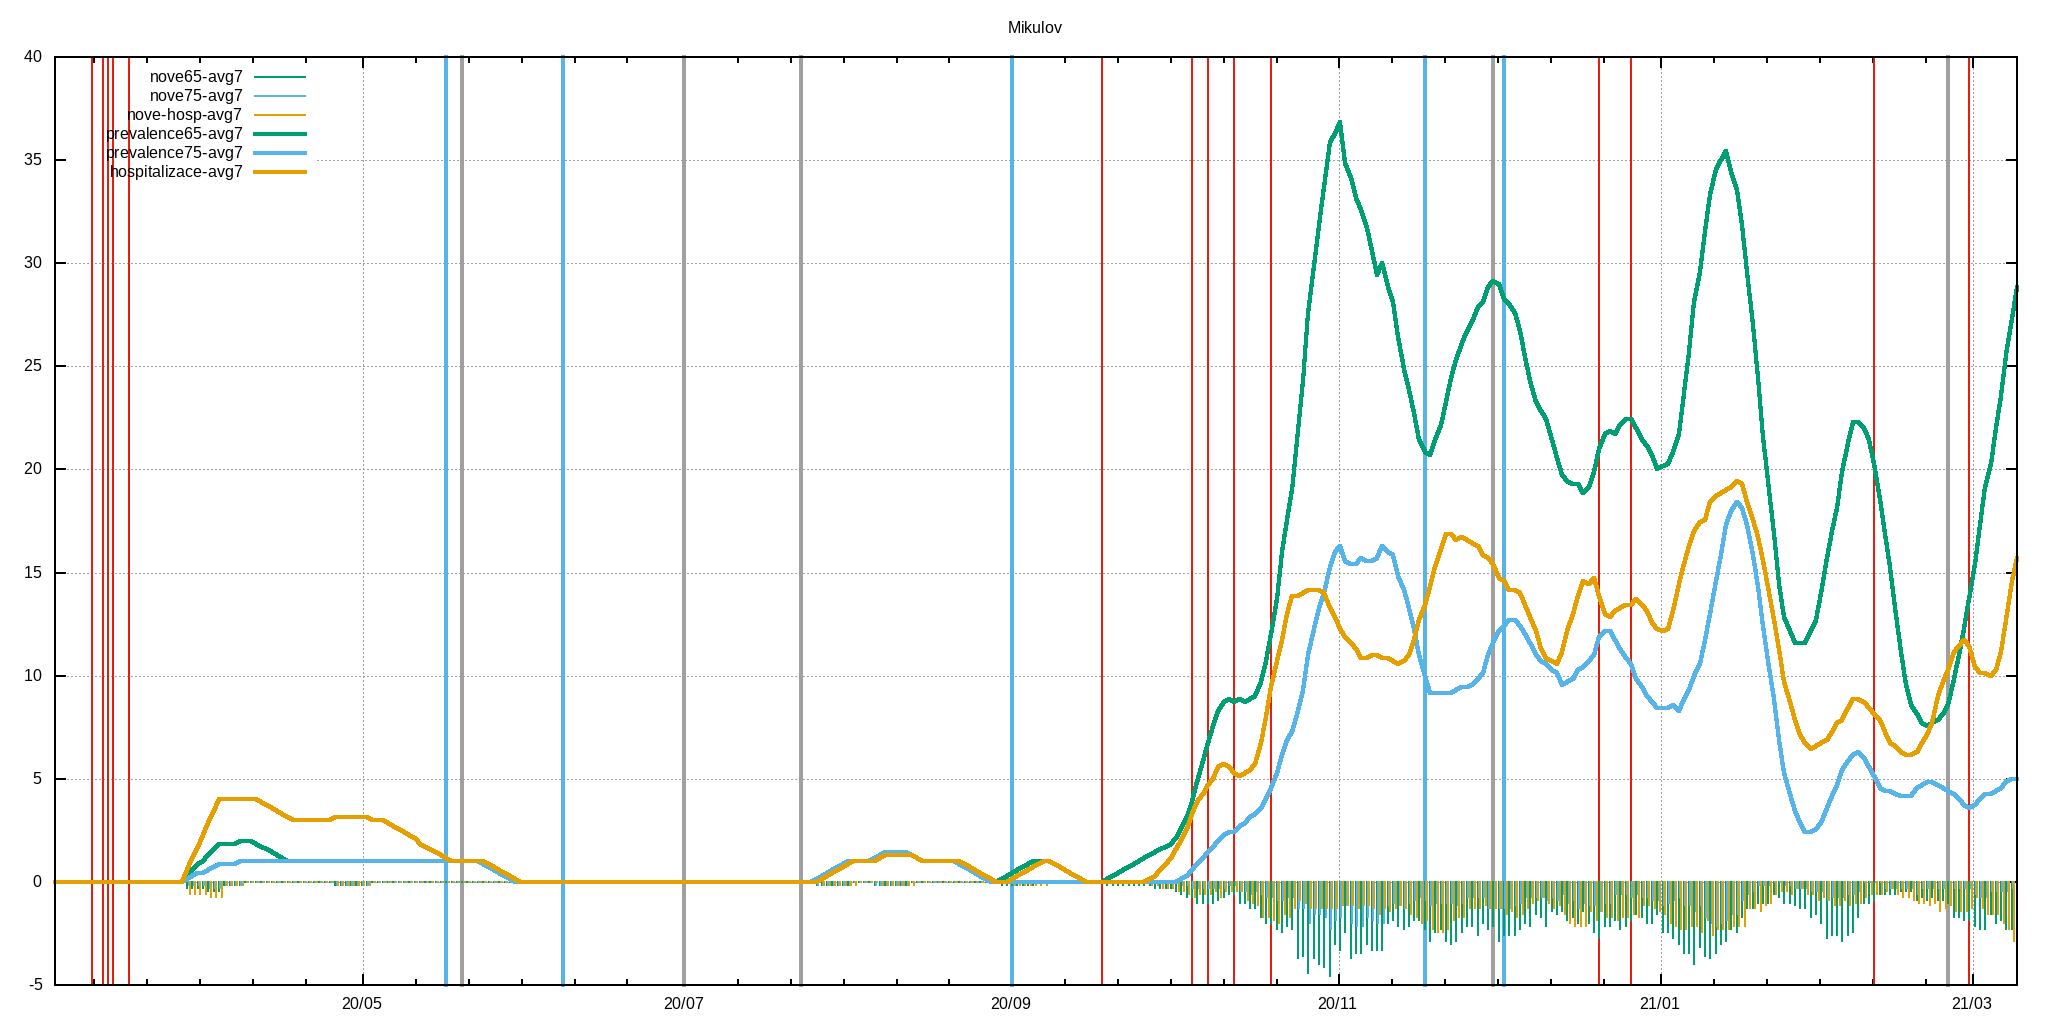 Mikulov
40
35
30
25
20
15
10
5
0
-5
nove65-avg7
nove75-avg7
nove-hosp-avg7
prevalence65-avg7
prevalence75-avg7
hospitalizace-avg7
20/05
20/07
20/09
20/11
21/01
21/03